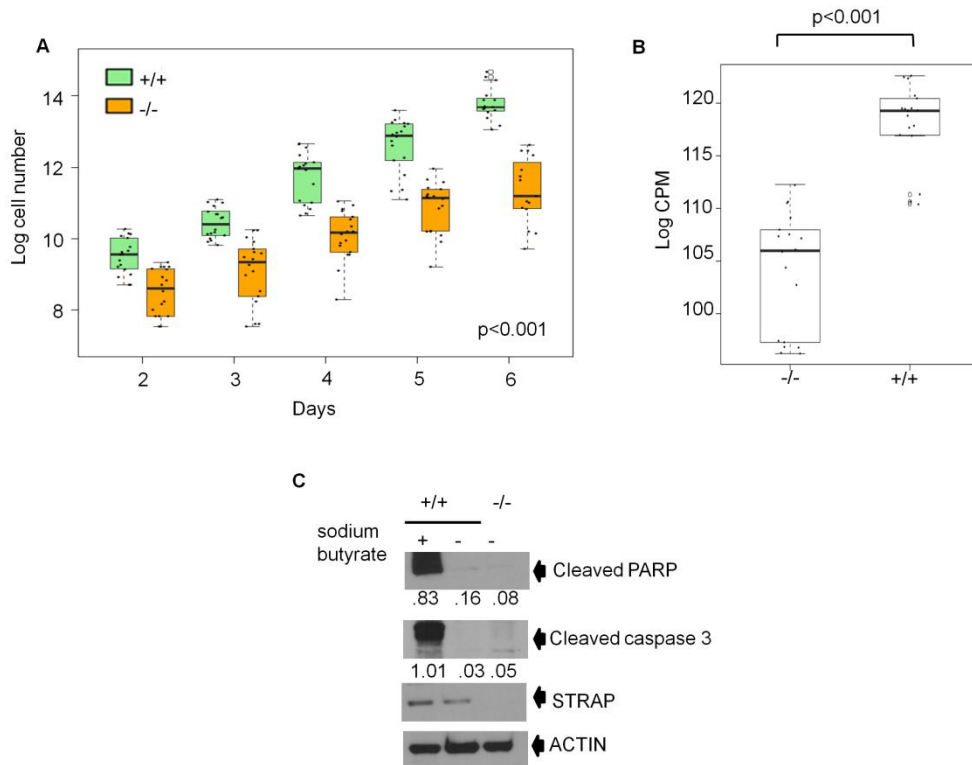 A
+/+
-/-
Log cell number
14
12
10
8
p<0.001
2 3 4 5 6
Days
p<0.001
B
Log CPM
120
115
110
105
100
-/- +/+
C
+/+ -/-
sodium
butyrate
+ - -
Cleaved PARP
.83 .16 .08
Cleaved caspase 3
1.01 .03 .05
STRAP
ACTIN